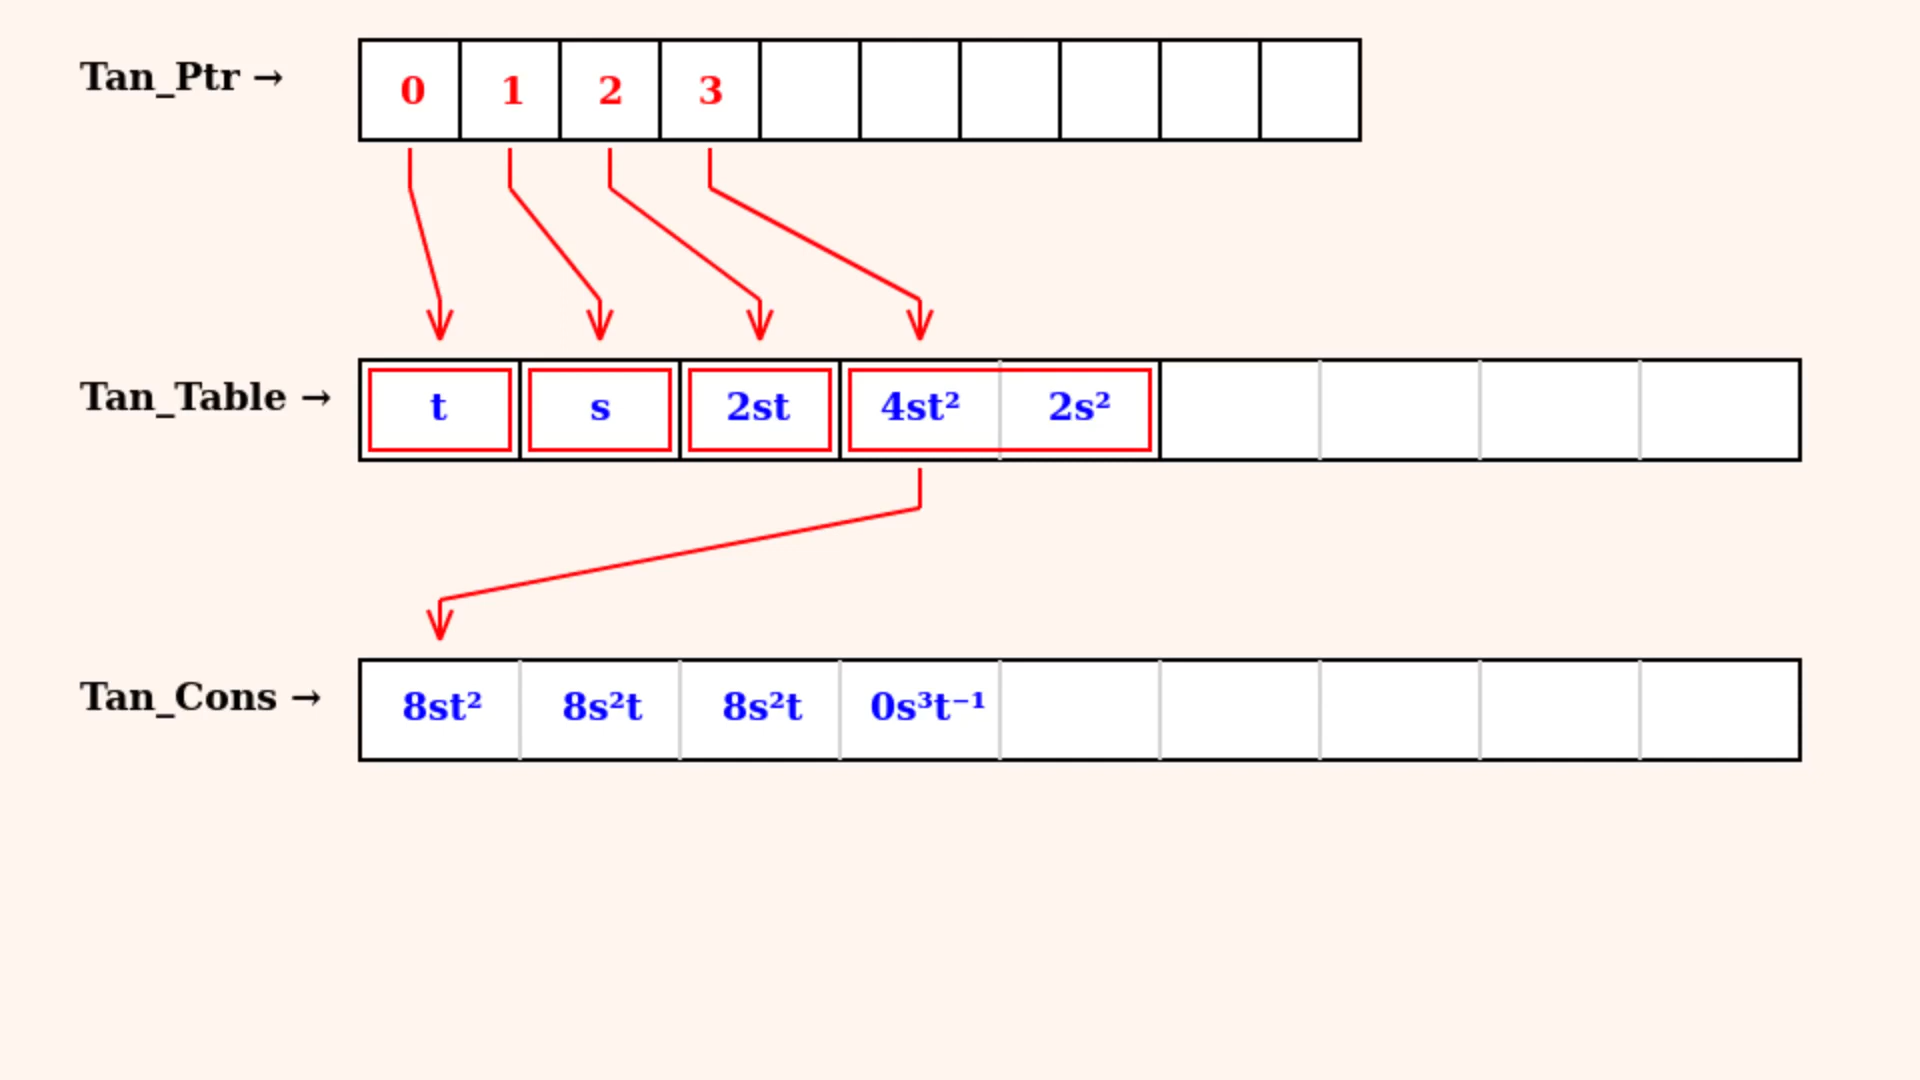 Tan_Ptr → 0 1 2 3
Tan_Table → t s 2st 4st² 2s²
Tan_Cons → 8st² 8s²t 8s²t 0s³t⁻¹